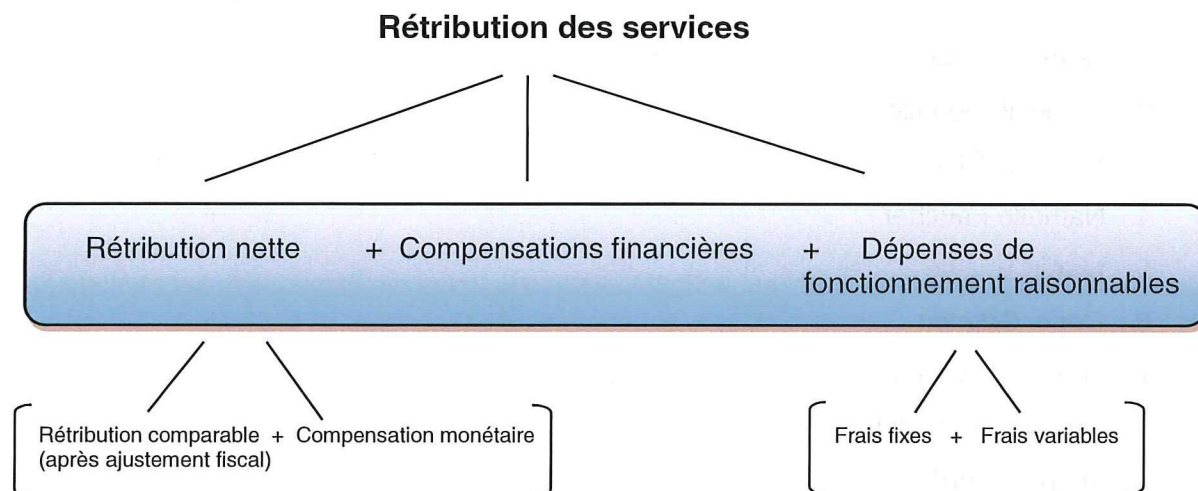 Rétribution des services
Rétribution nette + Compensations financières + Dépenses de
fonctionnement raisonnables
Rétribution comparable + Compensation monétaire
(après ajustement fiscal)
Frais fixes + Frais variables